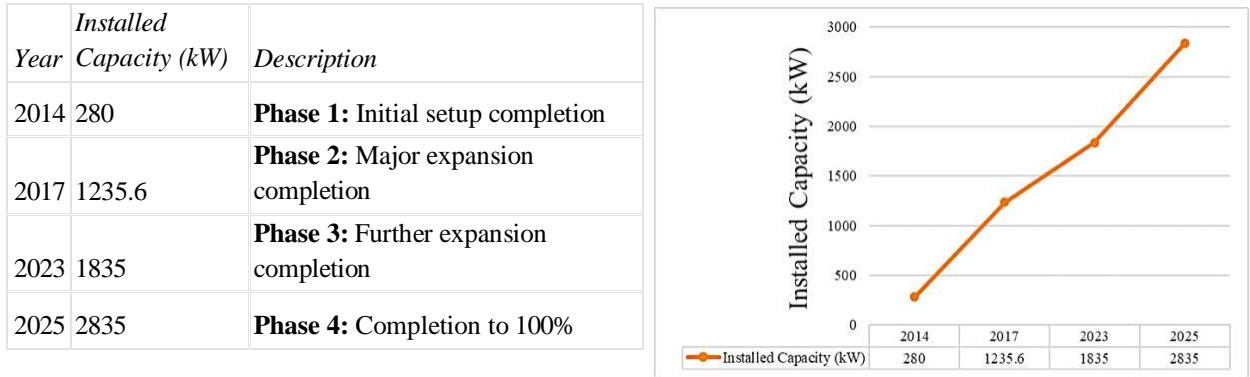 Installed
Year Capacity (kW) Description
2014 280 Phase 1: Initial setup completion
Phase 2: Major expansion
2017 1235.6 completion
Phase 3: Further expansion
2023 1835 completion
2025 2835 Phase 4: Completion to 100%
Installed Capacity (kW)
3000
2500
2000
1500
1000
500
0
2014 2017 2023 2025
Installed Capacity (kW) 280 1235.6 1835 2835